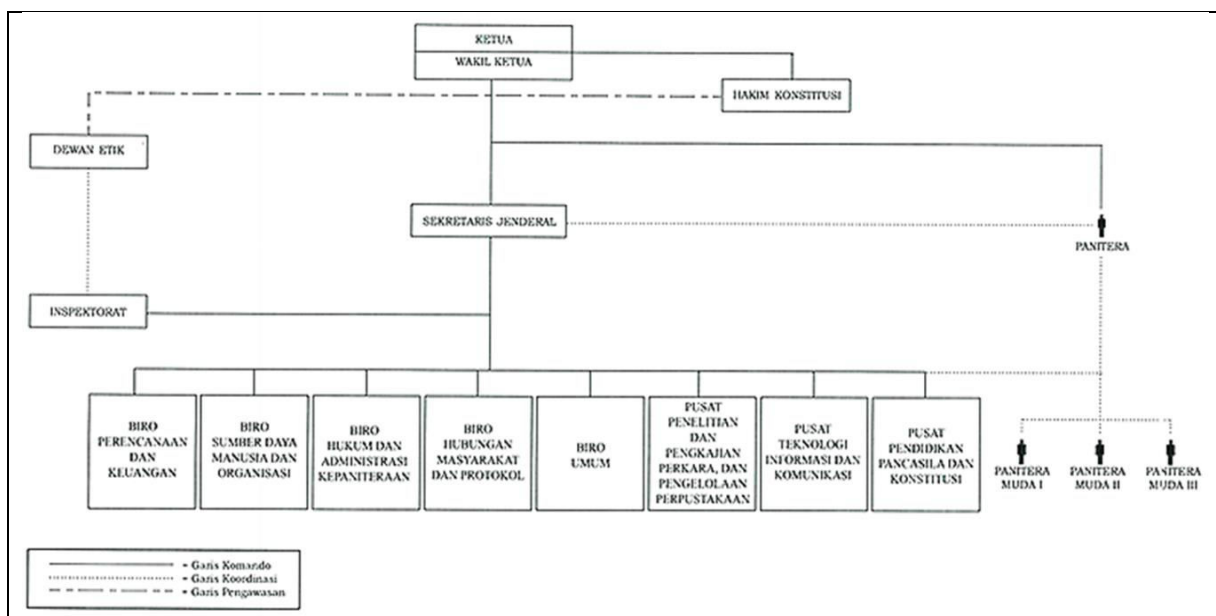 KETUA
WAKIL KETUA
HAKIM KONSTITUSI
DEWAN ETIK
SEKRETARIS JENDERAL
PANITERA
INSPEKTORAT
BIRO
PERENCANAAN
DAN
KEUANGAN
BIRO
SUMBER DAYA
MANUSIA DAN
ORGANISASI
BIRO
HUKUM DAN
ADMINISTRASI
KEPANITERAAN
BIRO
HUBUNGAN
MASYARAKAT
DAN PROTOKOL
BIRO
UMUM
PUSAT
PENELITIAN
DAN
PENGKAJIAN
PERKARA, DAN
PENGELOLAAN
PERPUSTAKAAN
PUSAT
TEKNOLOGI
INFORMASI DAN
KOMUNIKASI
PUSAT
PENDIDIKAN
PANCASILA DAN
KONSTITUSI
PANITERA
MUDA I
PANITERA
MUDA II
PANITERA
MUDA III
= Garis Komando
= Garis Koordinasi
= Garis Pengawasan